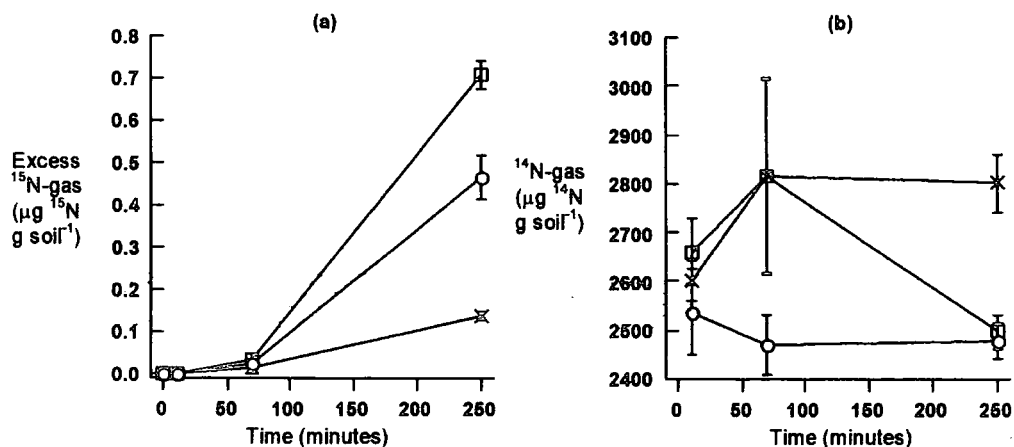 (a)
0.8
0.7
0.6
0.5
0.4
0.3
0.2
0.1
0.0
Excess
¹⁵N-gas
(µg ¹⁵N
g soil⁻¹)
0 50 100 150 200 250
Time (minutes)
(b)
3100
3000
2900
2800
2700
2600
2500
2400
¹⁴N-gas
(µg ¹⁴N
g soil⁻¹)
0 50 100 150 200 250
Time (minutes)